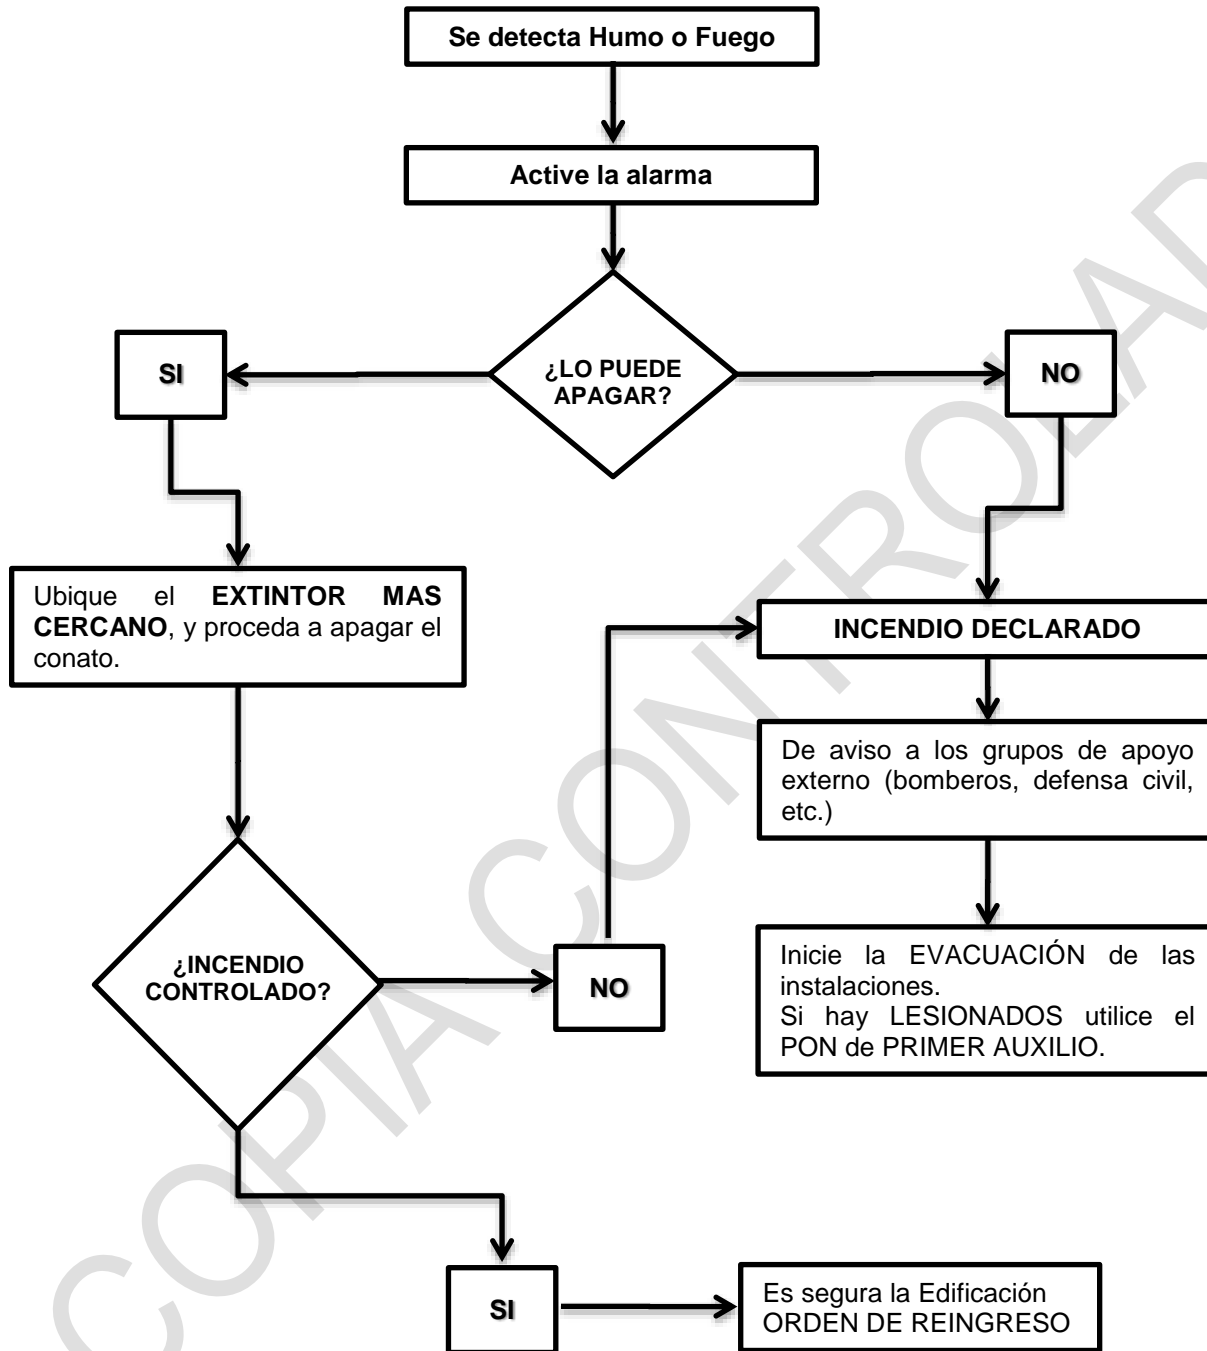 Se detecta Humo o Fuego
Active la alarma
¿LO PUEDE
APAGAR?
SI
NO
Ubique el EXTINTOR MAS
CERCANO, y proceda a apagar el
conato.
INCENDIO DECLARADO
De aviso a los grupos de apoyo
externo (bomberos, defensa civil,
etc.)
¿INCENDIO
CONTROLADO?
NO
Inicie la EVACUACIÓN de las
instalaciones.
Si hay LESIONADOS utilice el
PON de PRIMER AUXILIO.
SI
Es segura la Edificación
ORDEN DE REINGRESO
COPIA CONTROLAD